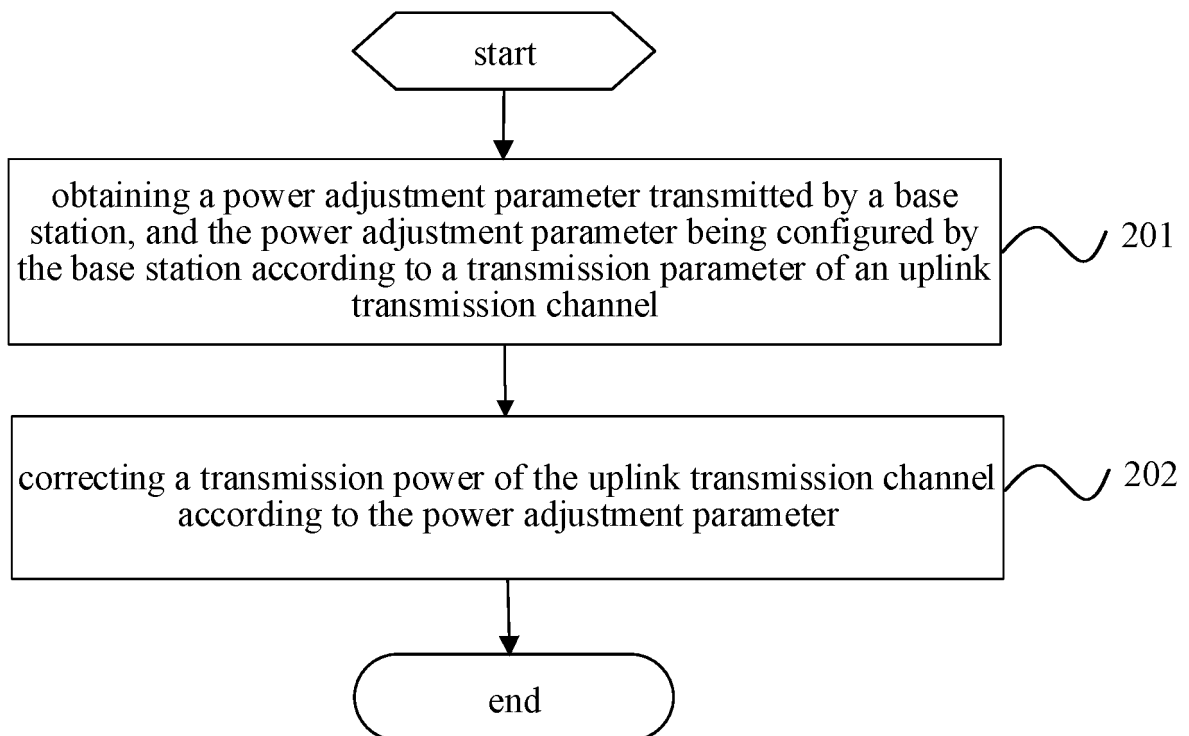 start
obtaining a power adjustment parameter transmitted by a base
station, and the power adjustment parameter being configured by
the base station according to a transmission parameter of an uplink
transmission channel
201
correcting a transmission power of the uplink transmission channel
according to the power adjustment parameter
202
end